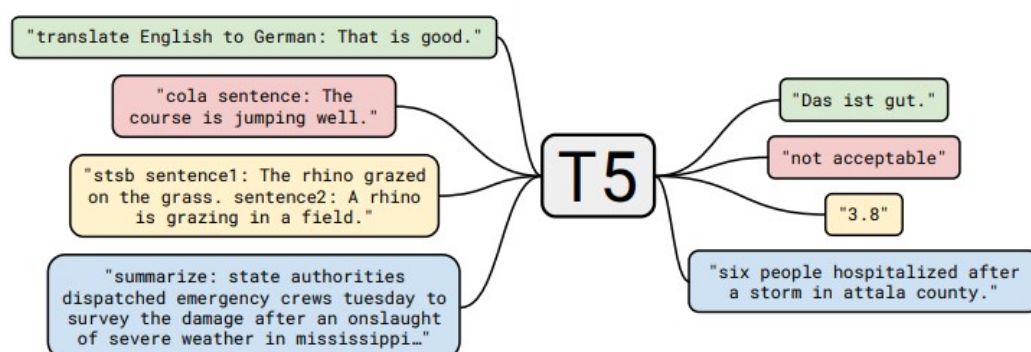 "translate English to German: That is good."
"cola sentence: The
course is jumping well."
"stsb sentence1: The rhino grazed
on the grass. sentence2: A rhino
is grazing in a field."
"summarize: state authorities
dispatched emergency crews tuesday to
survey the damage after an onslaught
of severe weather in mississippi…"
T5
"Das ist gut."
"not acceptable"
"3.8"
"six people hospitalized after
a storm in attala county."